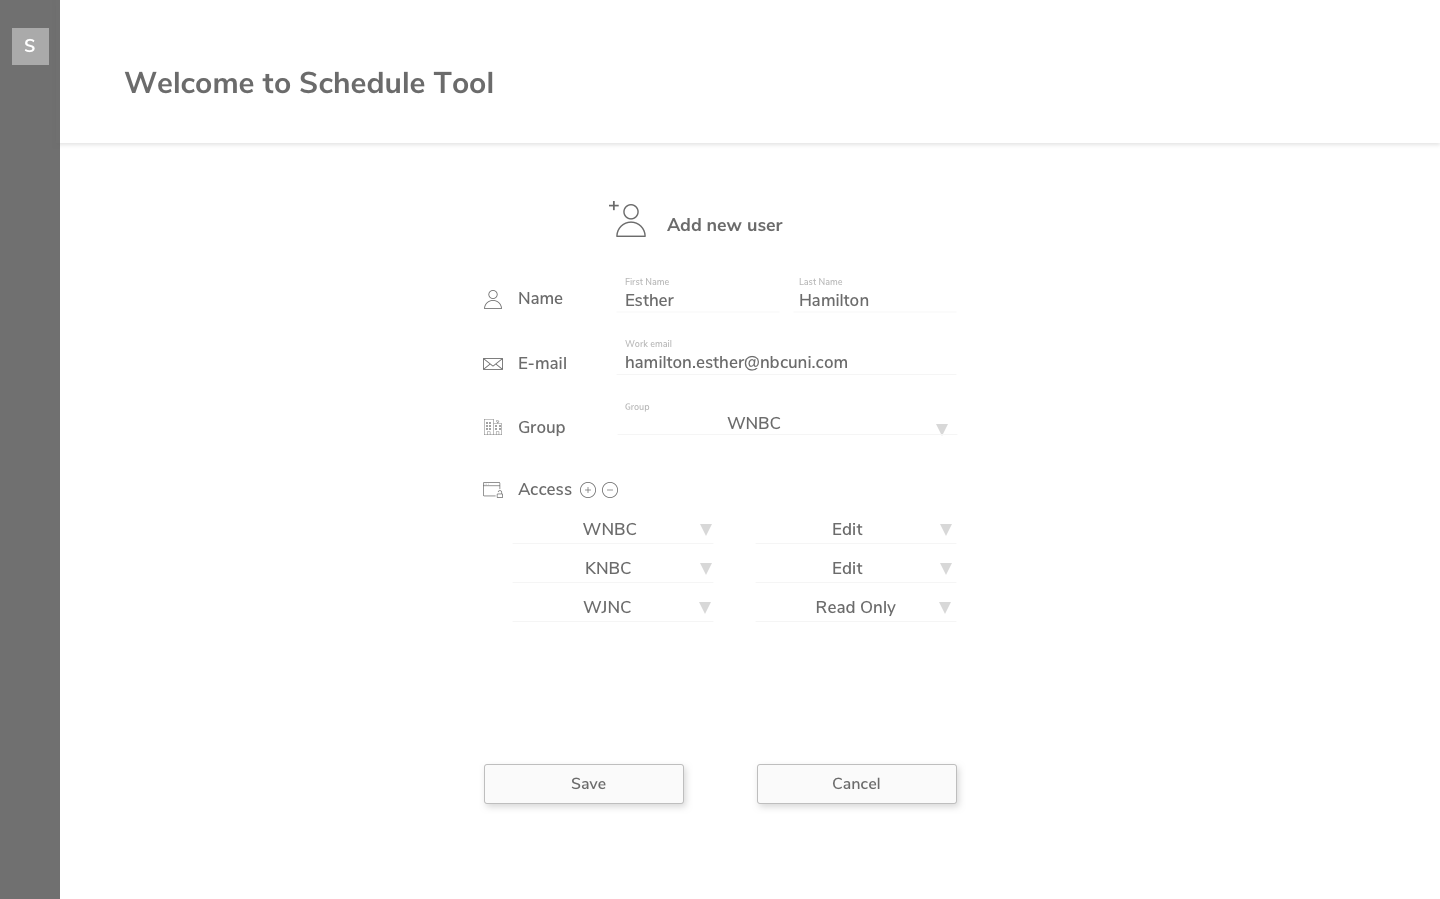 S
Welcome to Schedule Tool
Add new user
Name
First Name
Esther
Last Name
Hamilton
E-mail
Work email
hamilton.esther@nbcuni.com
Group
Group
WNBC
Access
WNBC Edit
KNBC Edit
WJNC Read Only
Save Cancel